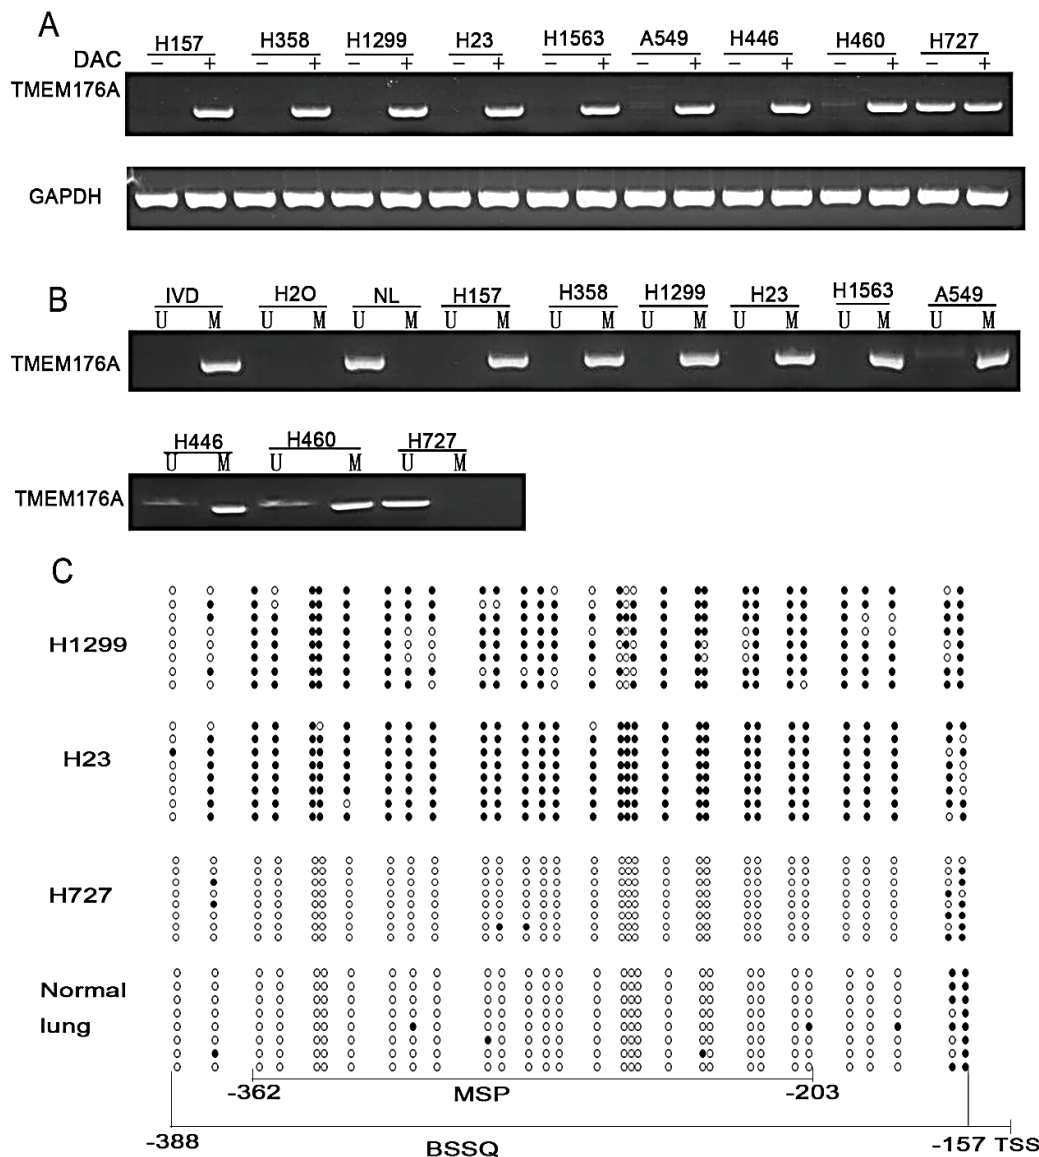 A
H157 H358 H1299 H23 H1563 A549 H446 H460 H727
DAC − + − + − + − + − + − + − + − + − +
TMEM176A
GAPDH
B
IVD H2O NL H157 H358 H1299 H23 H1563 A549
U M U M U M U M U M U M U M U M U M
TMEM176A
H446 H460 H727
U M U M U M
TMEM176A
C
H1299
H23
H727
Normal
lung
-362 MSP -203
-388 BSSQ -157 TSS